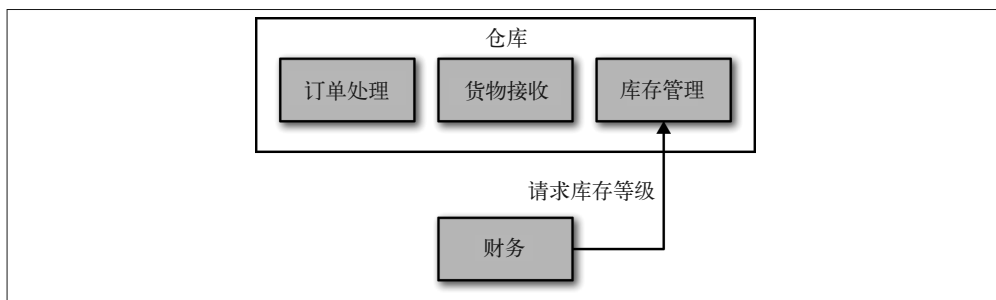 仓库
订单处理
货物接收
库存管理
请求库存等级
财务